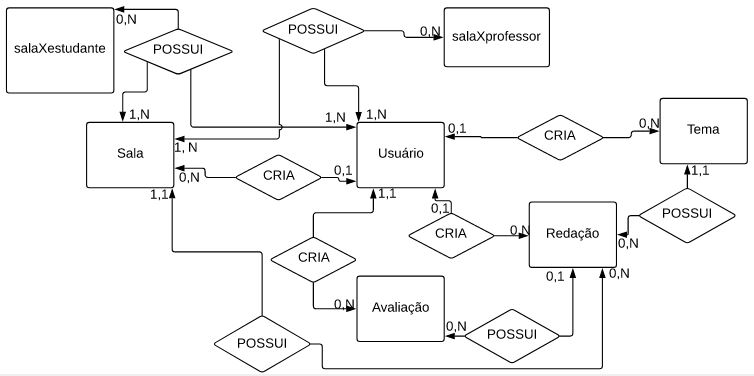 0,N
POSSUI
salaXestudante
POSSUI
0,N
salaXprofessor
1,N
1,N
1,N
0,N
Sala
1, N
Usuário
0,1
CRIA
Tema
0,N
CRIA
0,1
1,1
1,1
1,1
0,1
CRIA
0,N
Redação
POSSUI
0,N
CRIA
0,1
0,N
0,N
Avaliação
0,N
POSSUI
POSSUI